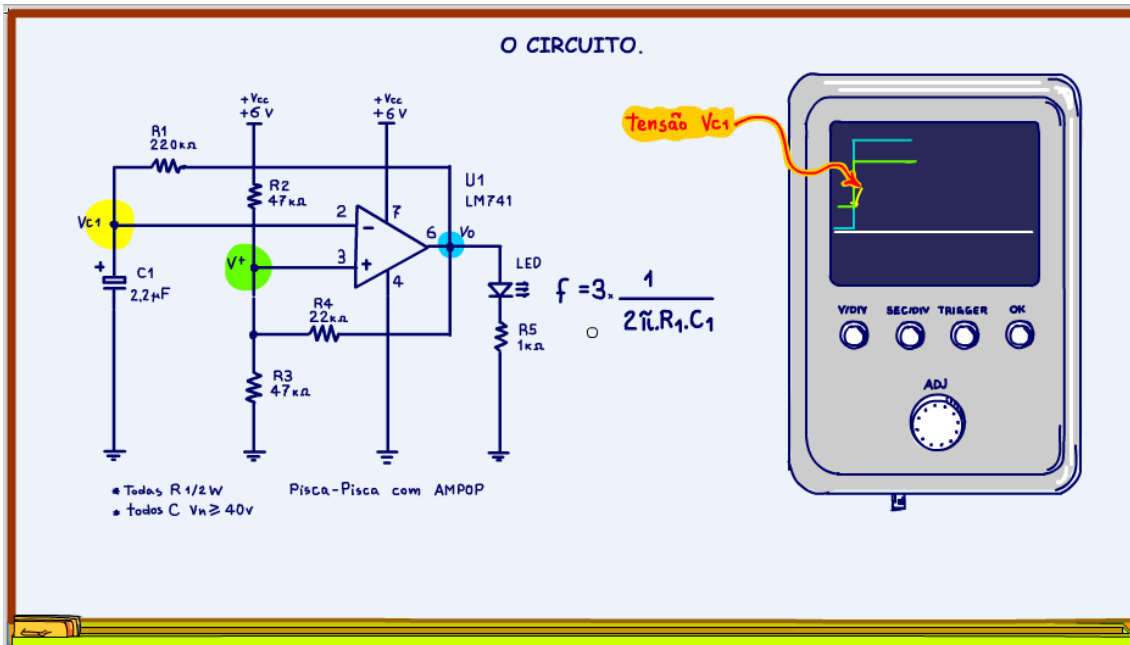 O CIRCUITO.
+Vcc
+6V
+Vcc
+6V
tensão Vc1
R1
220kΩ
R2
47kΩ
U1
LM741
Vc1
2
7
-
6
Vo
V+
3
+
4
+
C1
2,2μF
LED
R4
22kΩ
R5
1kΩ
f = 3 x 1
2π.R1.C1
R3
47kΩ
V/DIV SEC/DIV TRIGGER OK
ADJ
* Todas R 1/2W
* todos C Vn ≥ 40v
Pisca-Pisca com AMPOP